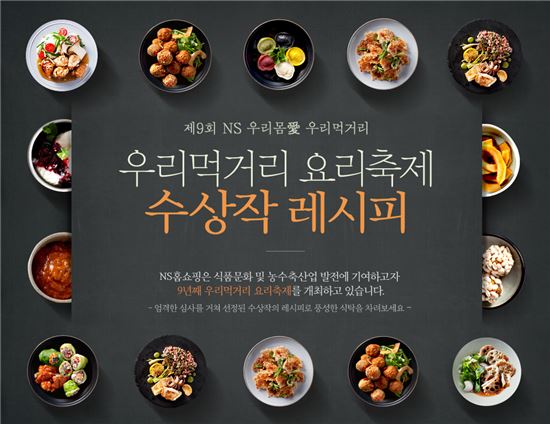 제9회 NS 우리몸愛 우리먹거리
우리먹거리 요리축제
수상작 레시피
NS홈쇼핑은 식품문화 및 농수축산업 발전에 기여하고자
9년째 우리먹거리 요리축제를 개최하고 있습니다.
- 엄격한 심사를 거쳐 선정된 수상작의 레시피로 풍성한 식탁을 차려보세요 -